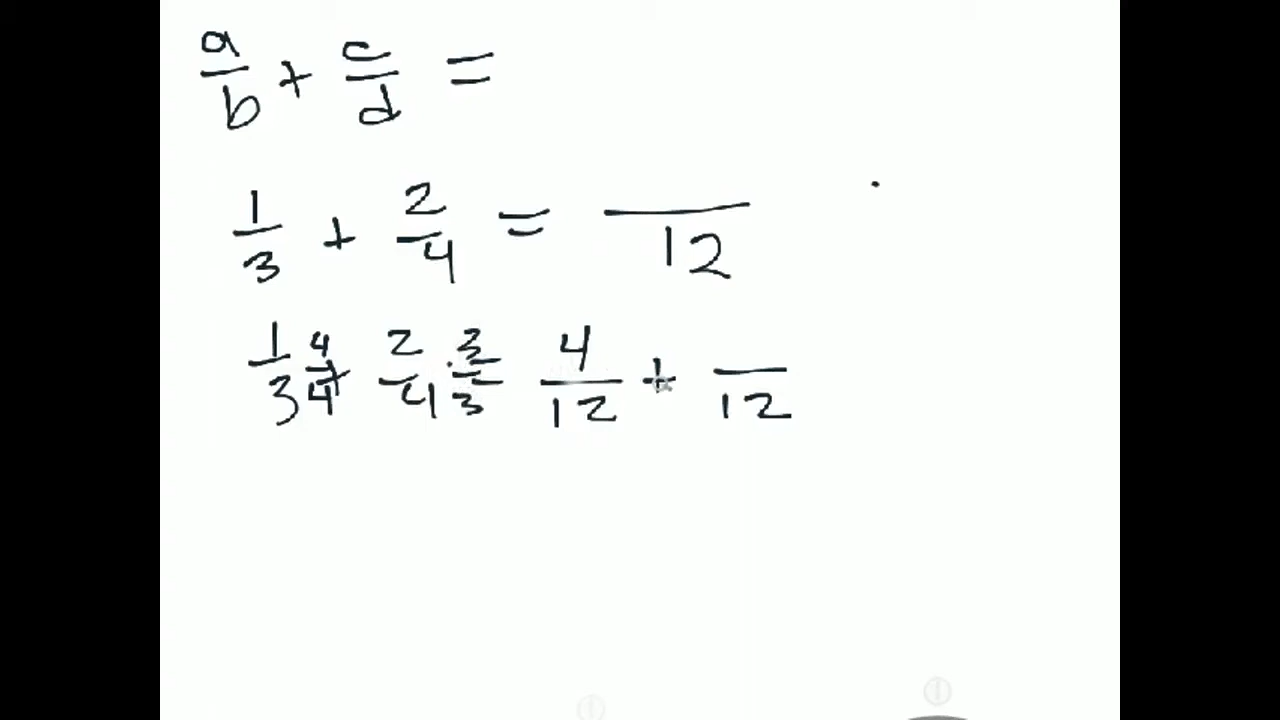 a/b + c/d =
1/3 + 2/4 = /12
1/3 4/4 + 2/4 · 3/3 = 4/12 + /12